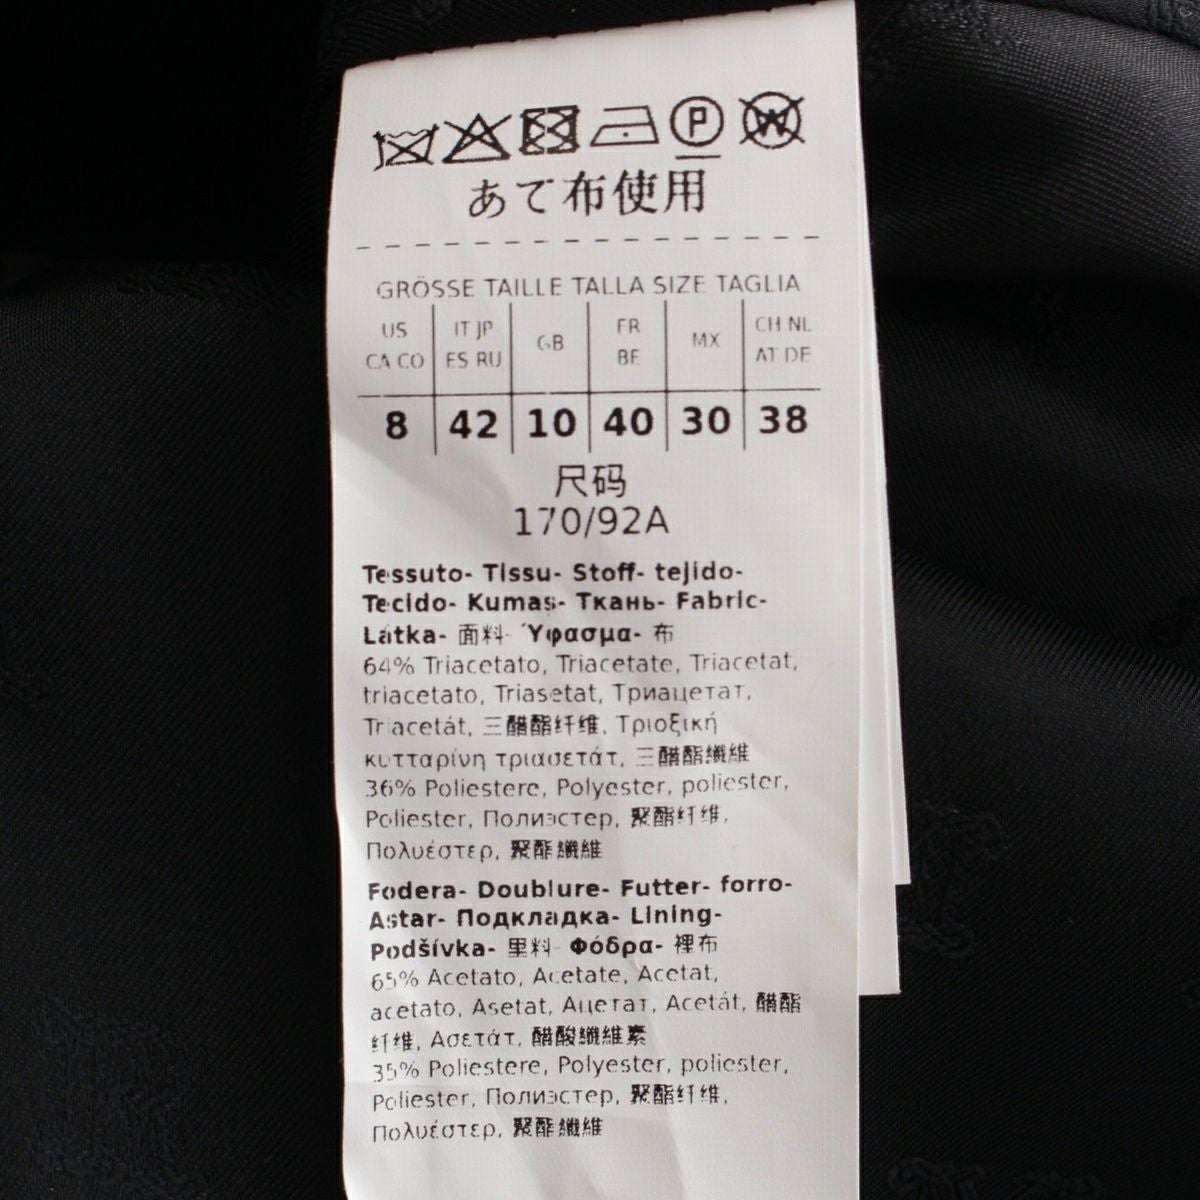 P W
あて布使用
GRÖSSE TAILLE TALLA SIZE TAGLIA
US IT JP GB FR MX CH NL
CA CO ES RU BE AT DE
8 42 10 40 30 38
尺码
170/92A
Tessuto- Tissu- Stoff- tejido-
Tecido- Kumaş- Ткань- Fabric-
Látka- 面料- Ύφασμα- 布
64% Triacetato, Triacetate, Triacetat,
triacetato, Triasetat, Триацетат,
Triacetát, 三醋酯纤维, Τριοξική
κυτταρίνη τριασετάτ, 三醋酯纖維
36% Poliestere, Polyester, poliester,
Poliester, Полиэстер, 聚酯纤维,
Πολυέστερ, 聚酯纖維
Fodera- Doublure- Futter- forro-
Astar- Подкладка- Lining-
Podšívka- 里料- Φόδρα- 裡布
65% Acetato, Acetate, Acetat,
acetato, Asetat, Ацетат, Acetát, 醋酯
纤维, Ασετάτ, 醋酸纖維素
35% Poliestere, Polyester, poliester,
Poliester, Полиэстер, 聚酯纤维,
Πολυέστερ, 聚酯纖維